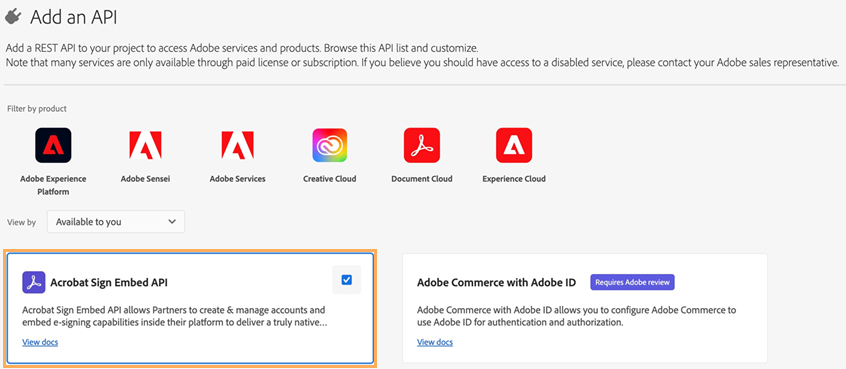 Add an API
Add a REST API to your project to access Adobe services and products. Browse this API list and customize.
Note that many services are only available through paid license or subscription. If you believe you should have access to a disabled service, please contact your Adobe sales representative.
Filter by product
Adobe Experience
Platform
Adobe Sensei
Adobe Services
Creative Cloud
Document Cloud
Experience Cloud
View by
Available to you
Acrobat Sign Embed API
Acrobat Sign Embed API allows Partners to create & manage accounts and
embed e-signing capabilities inside their platform to deliver a truly native...
View docs
Adobe Commerce with Adobe ID
Requires Adobe review
Adobe Commerce with Adobe ID allows you to configure Adobe Commerce to
use Adobe ID for authentication and authorization.
View docs